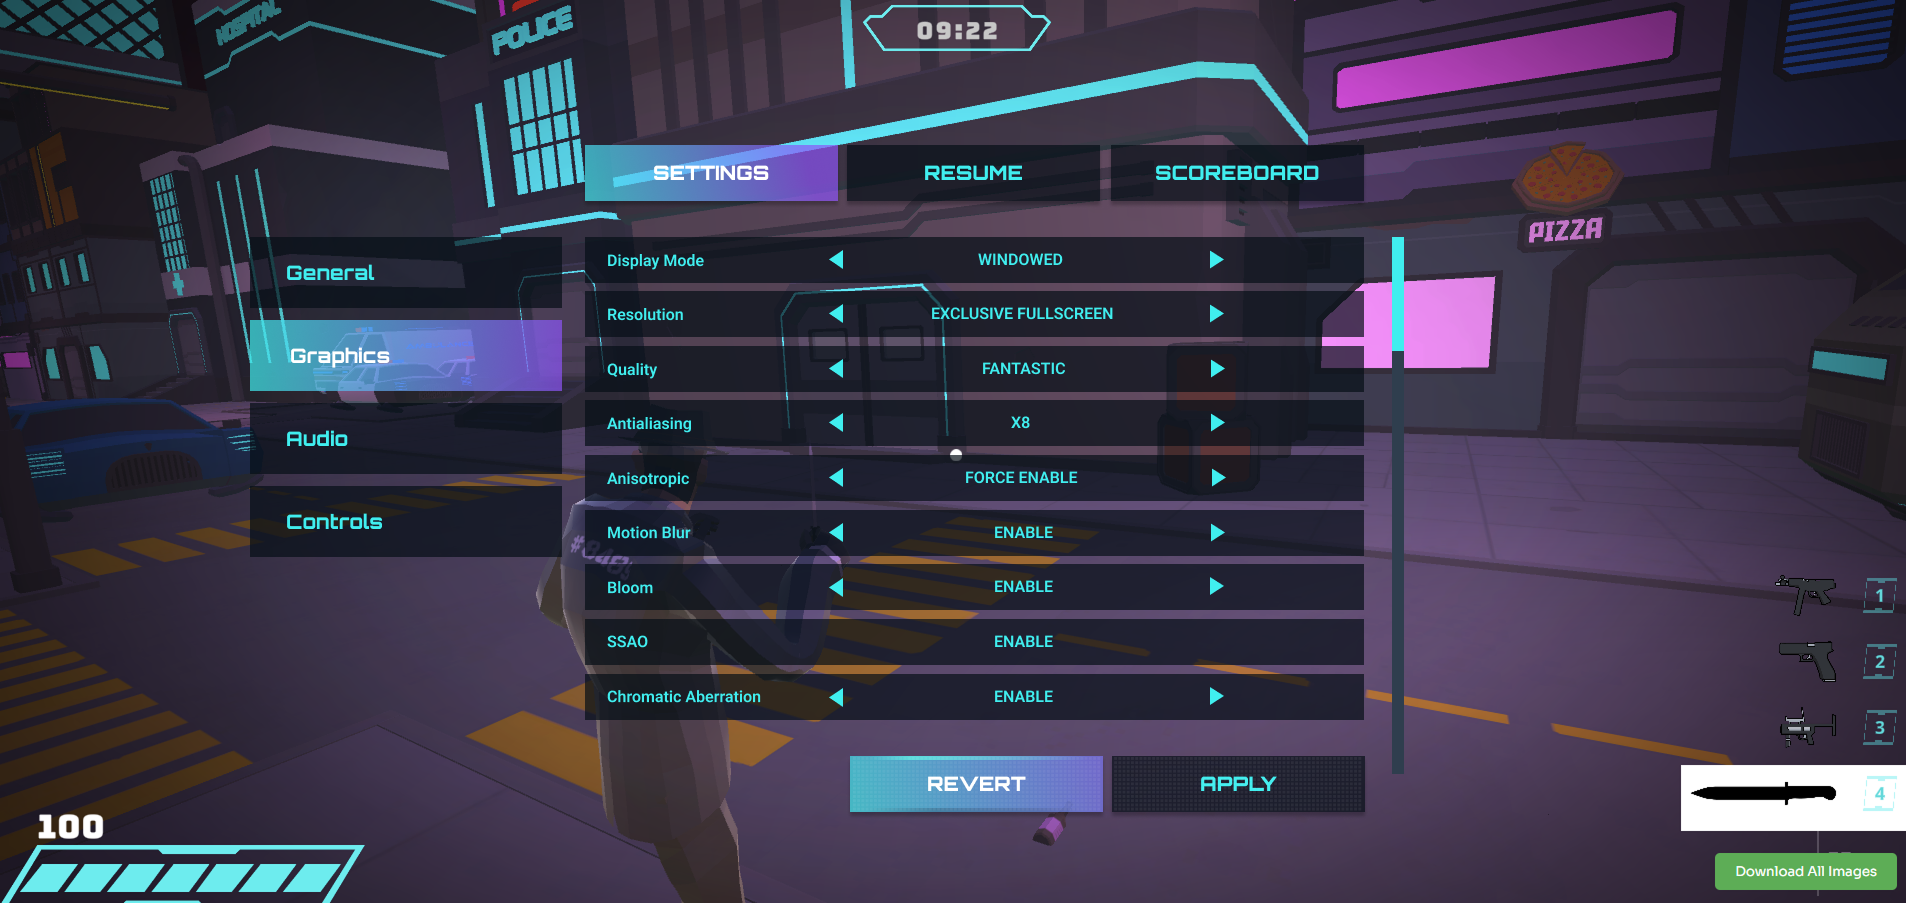 HOSPITAL
POLICE
09:22
SETTINGS
RESUME
SCOREBOARD
PIZZA
General
Graphics
Audio
Controls
Display Mode WINDOWED
Resolution EXCLUSIVE FULLSCREEN
Quality FANTASTIC
Antialiasing X8
Anisotropic FORCE ENABLE
Motion Blur ENABLE
Bloom ENABLE
SSAO ENABLE
Chromatic Aberration ENABLE
REVERT
APPLY
1
2
3
4
100
Download All Images